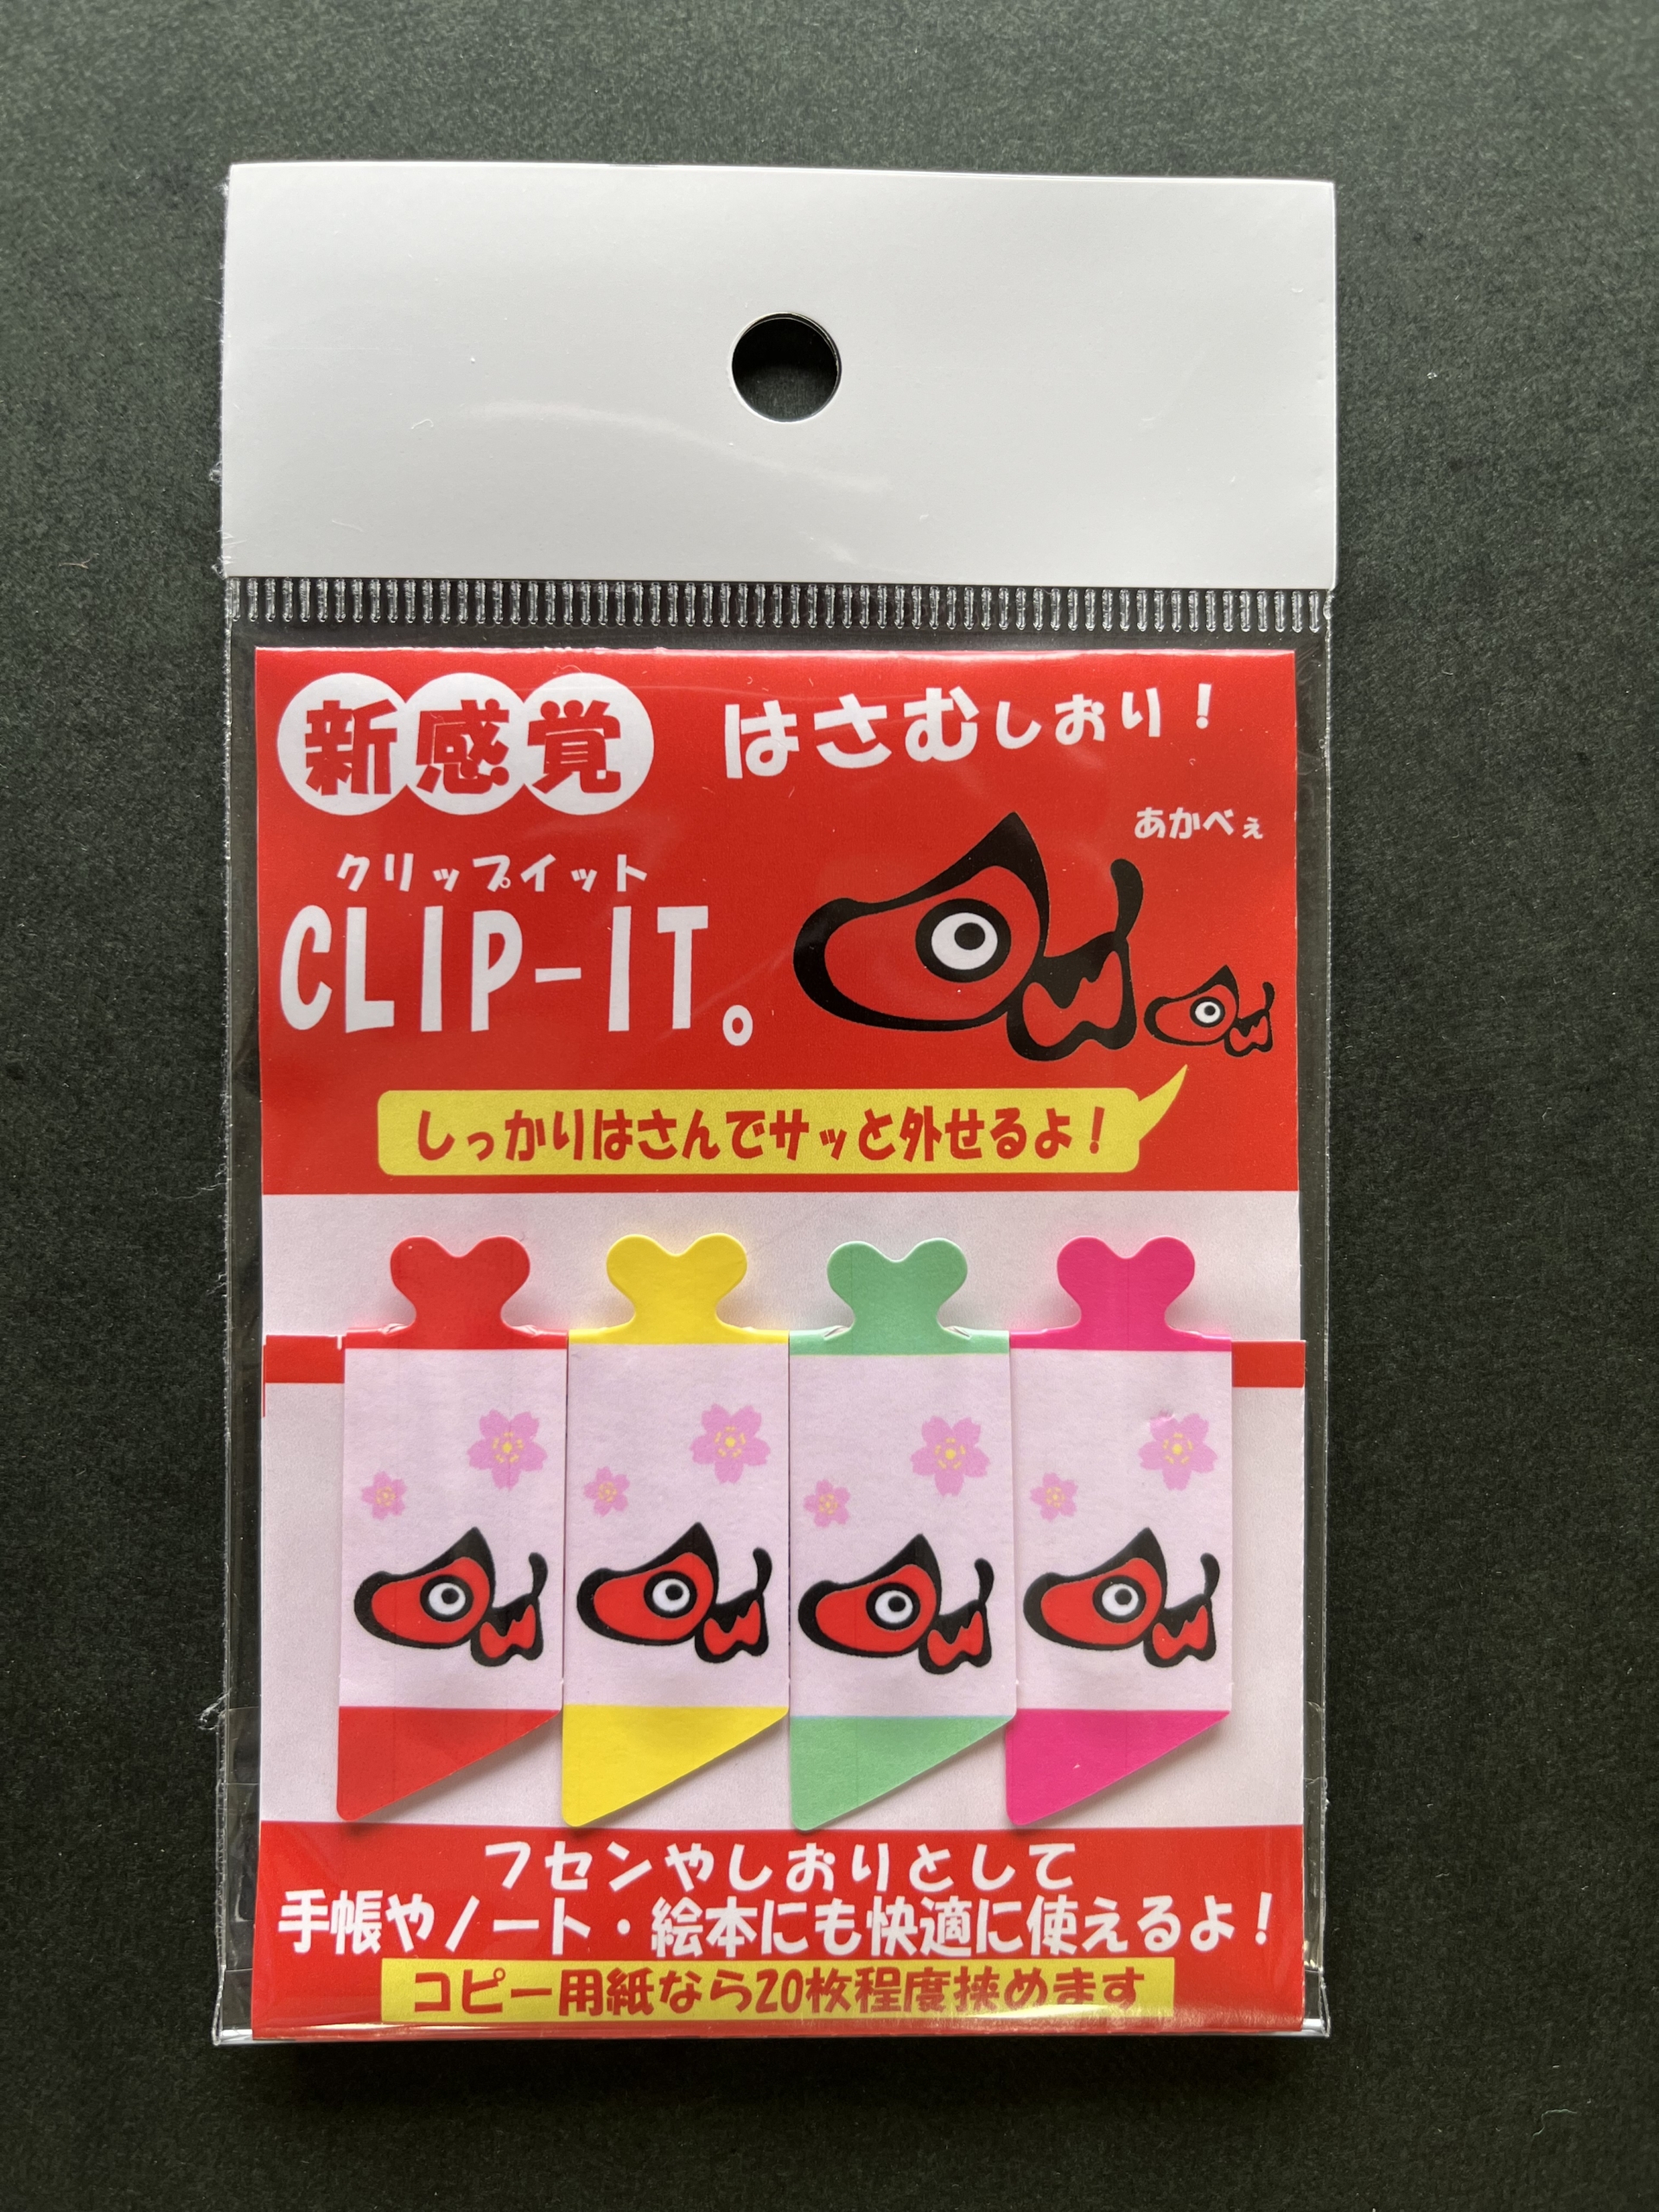 新感覚 はさむしおり！
あかべぇ
クリップイット
CLIP-IT。
しっかりはさんでサッと外せるよ！
フセンやしおりとして
手帳やノート・絵本にも快適に使えるよ！
コピー用紙なら20枚程度挟めます